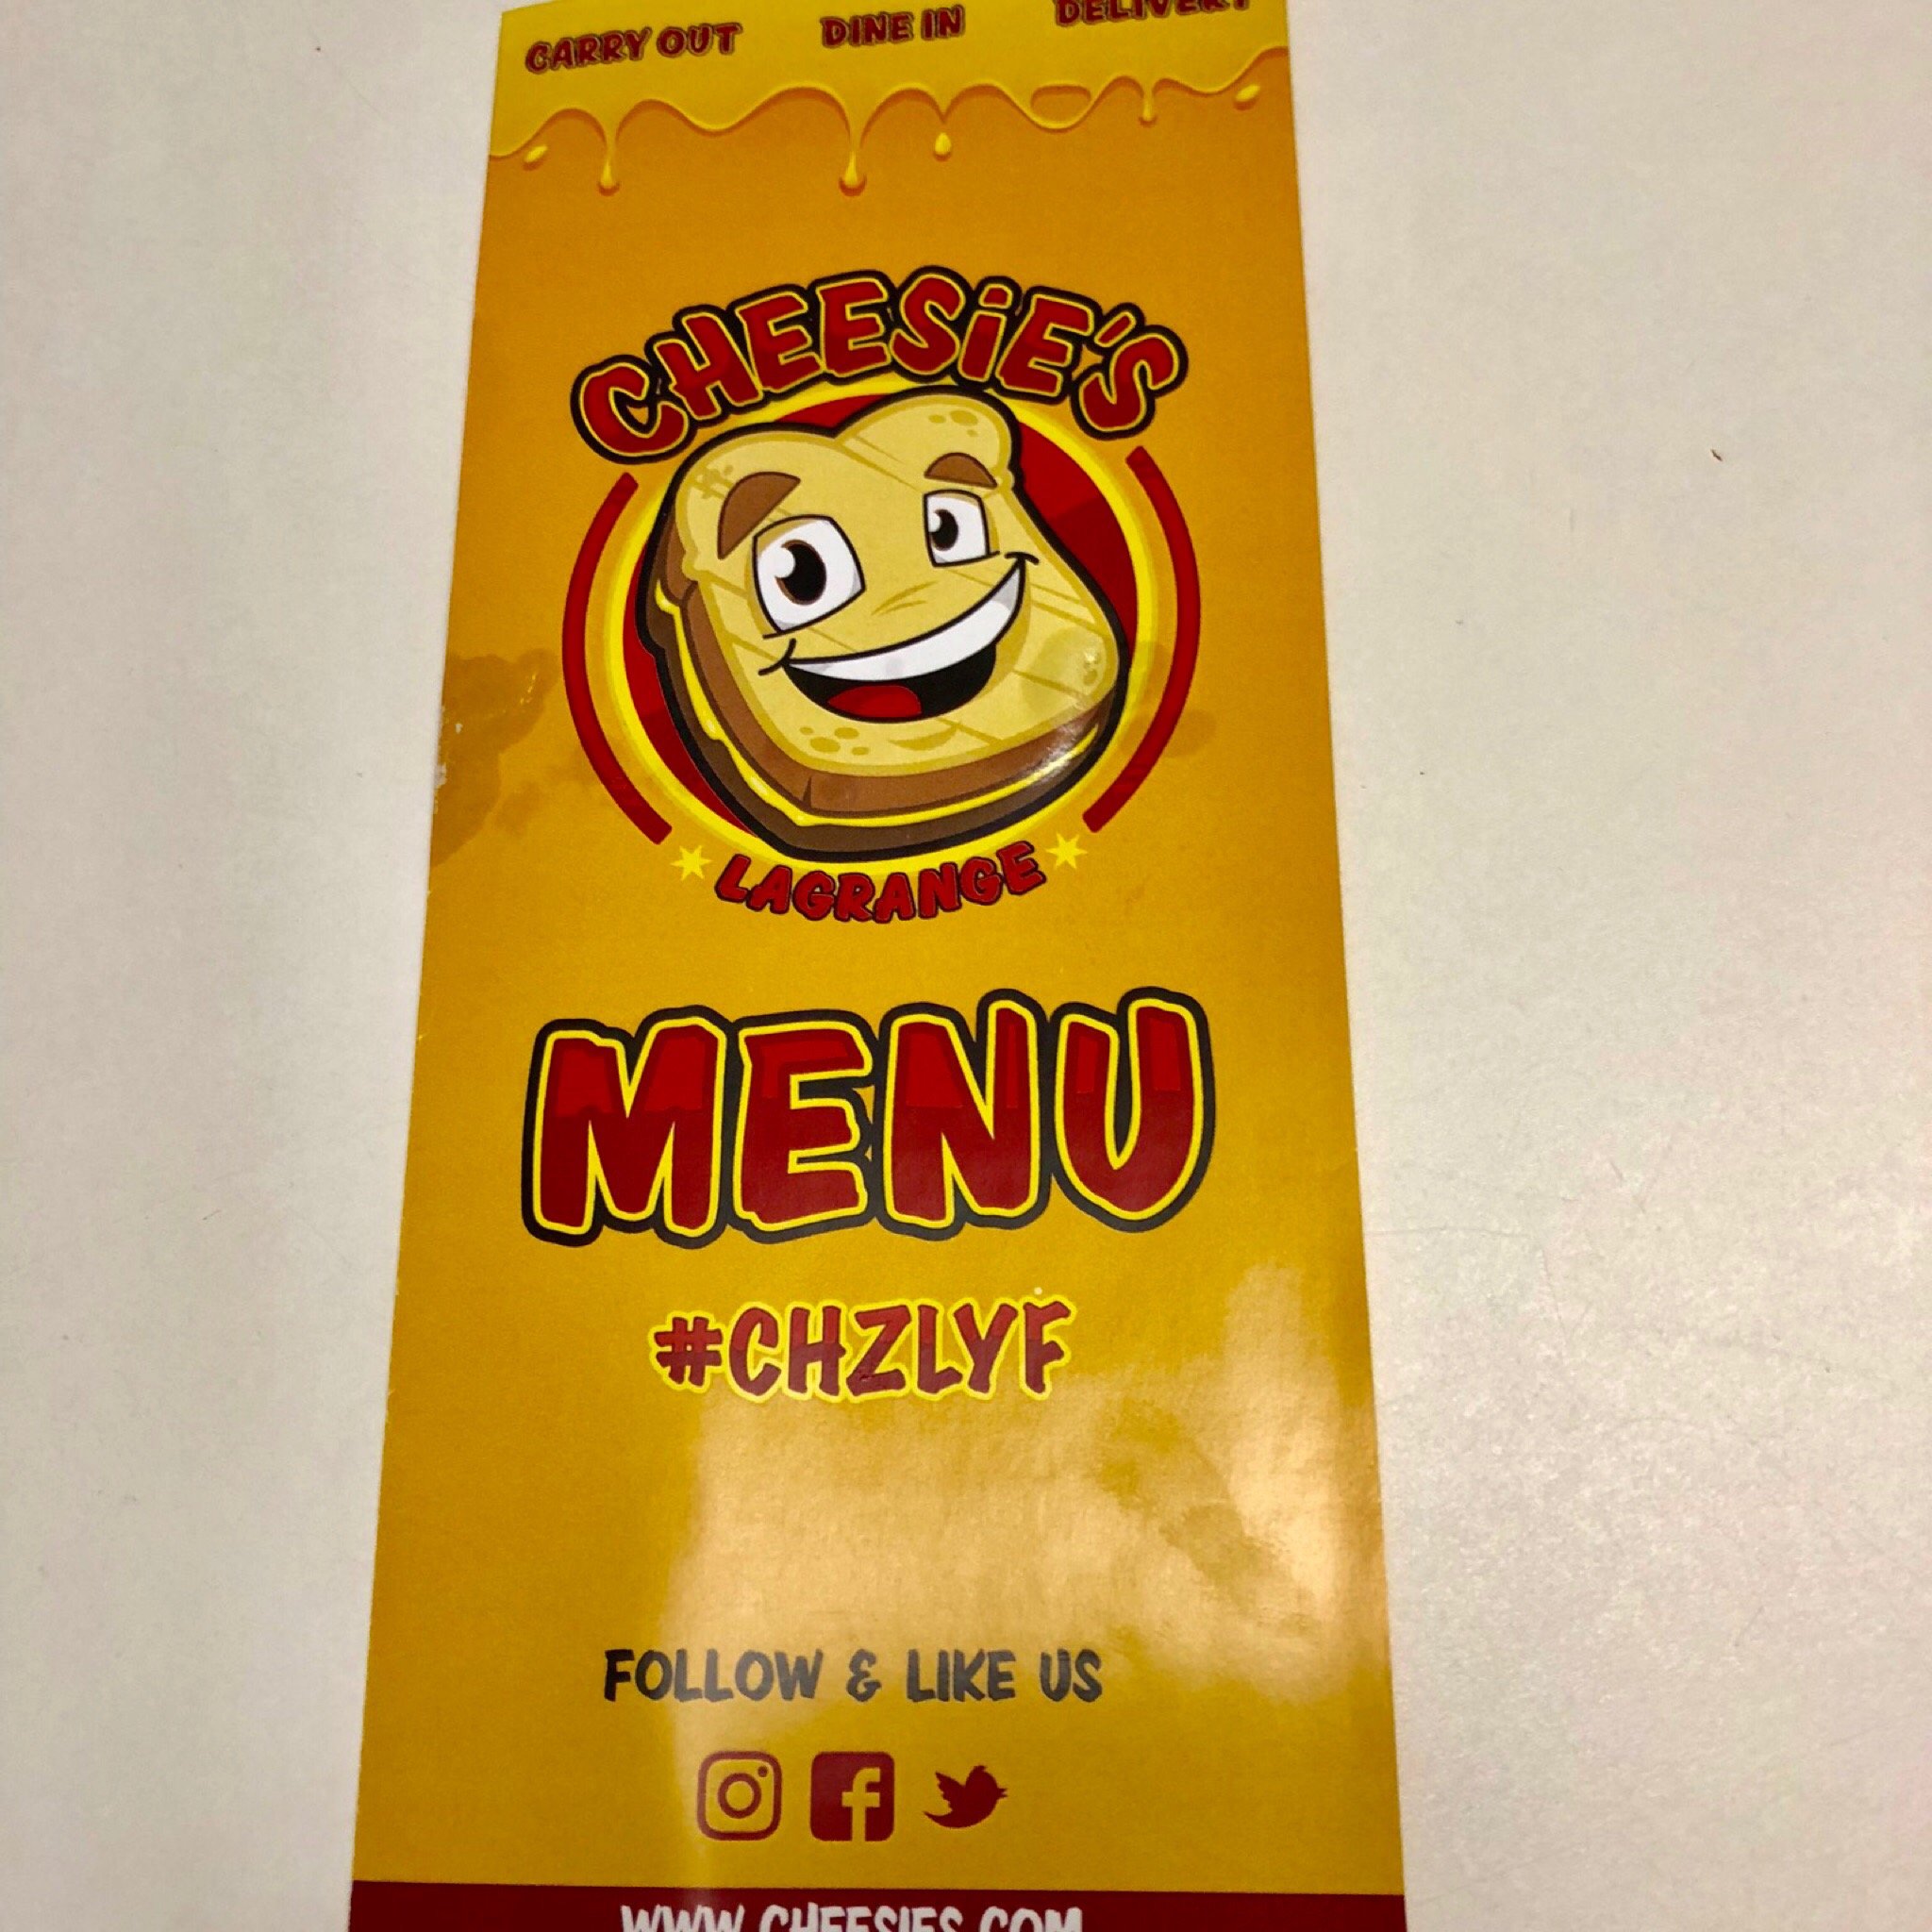 CARRY OUT DINE IN DELIVERY
CHEESiE'S
LAGRANGE
MENU
#CHZLYF
FOLLOW & LIKE US
WWW.CHEESIES.COM